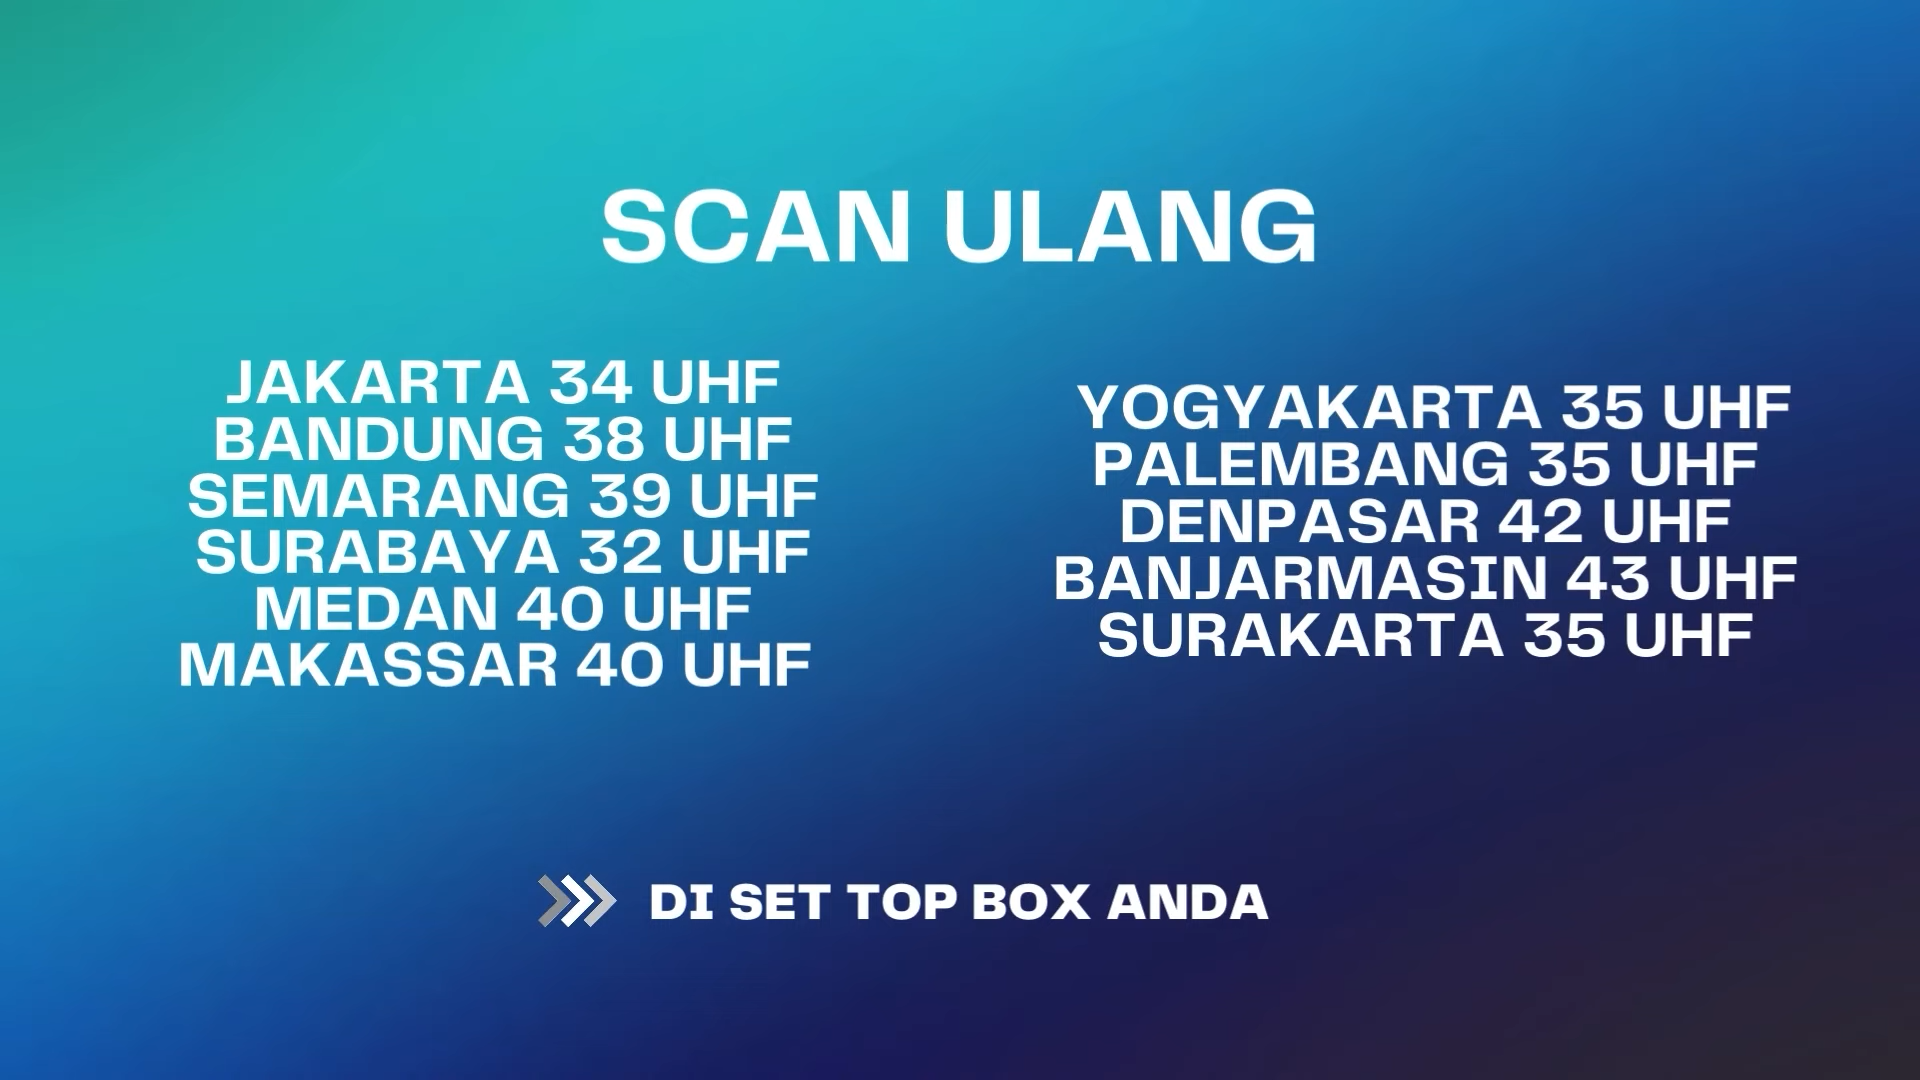 SCAN ULANG
JAKARTA 34 UHF
BANDUNG 38 UHF
SEMARANG 39 UHF
SURABAYA 32 UHF
MEDAN 40 UHF
MAKASSAR 40 UHF
YOGYAKARTA 35 UHF
PALEMBANG 35 UHF
DENPASAR 42 UHF
BANJARMASIN 43 UHF
SURAKARTA 35 UHF
DI SET TOP BOX ANDA